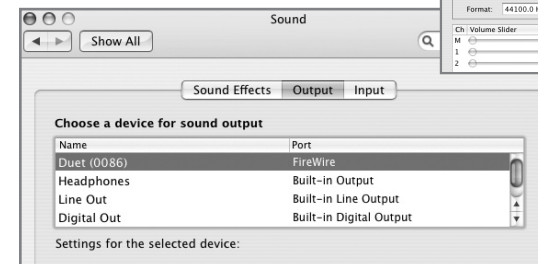 Sound
Show All
Format: 44100.0
Ch Volume Slider
M
1
2
Sound Effects Output Input
Choose a device for sound output
Name Port
Duet (0086) FireWire
Headphones Built-in Output
Line Out Built-in Line Output
Digital Out Built-in Digital Output
Settings for the selected device: